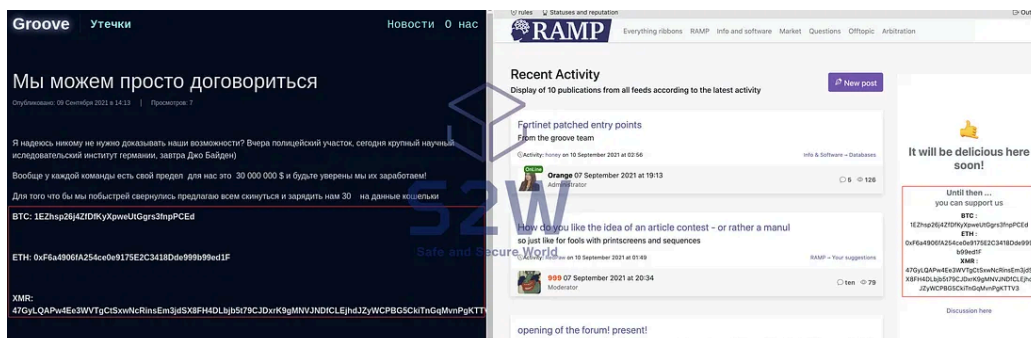 Groove
Утечки
Новости О нас
Мы можем просто договориться
Опубликовано: 09 Сентября 2021 в 14:13 | Просмотров: 7
Я надеюсь никому не нужно доказывать наши возможности? Вчера полицейский участок, сегодня крупный научный
иследовательский институт германии, завтра Джо Байден)
Вообще у каждой команды есть свой предел для нас это 30 000 000 $ и будьте уверены мы их заработаем!
Для того что бы мы побыстрей свернулись предлагаю всем скинуться и зарядить нам 30 на данные кошельки
BTC: 1EZhsp26j4ZfDfKyXpweUtGgrs3fnpPCEd
ETH: 0xF6a4906fA254ce0e9175E2C3418Dde999b99ed1F
XMR:
47GyLQAPw4Ee3WVTgCtSxwNcRinsEm3jdSX8FH4DLbjb5t79CJDxrK9gMNVJNDfCLEjhdJZyWCPBG5CkiTnGqMvnPgKTTV
rules Statuses and reputation
Out
RAMP
Everything ribbons RAMP Info and software Market Questions Offtopic Arbitration
Recent Activity
Display of 10 publications from all feeds according to the latest activity
New post
Fortinet patched entry points
From the groove team
Activity: honey on 10 September 2021 at 02:56
Info & Software → Databases
OnLine
Orange 07 September 2021 at 19:13
Administrator
5 126
How do you like the idea of an article contest - or rather a manul
so just like for fools with printscreens and sequences
Activity: on 10 September 2021 at 01:49
RAMP → Your suggestions
999 07 September 2021 at 20:34
Moderator
ten 79
opening of the forum! present!
It will be delicious here
soon!
Until then ...
you can support us
BTC :
1EZhsp26j4ZfDfKyXpweUtGgrs3fnpPCEd
ETH :
0xF6a4906fA254ce0e9175E2C3418Dde999
b99ed1F
XMR :
47GyLQAPw4Ee3WVTgCtSxwNcRinsEm3jdS
X8FH4DLbjb5t79CJDxrK9gMNVJNDfCLEjhd
JZyWCPBG5CkiTnGqMvnPgKTTV3
Discussion here
S2W
Safe and Secure World